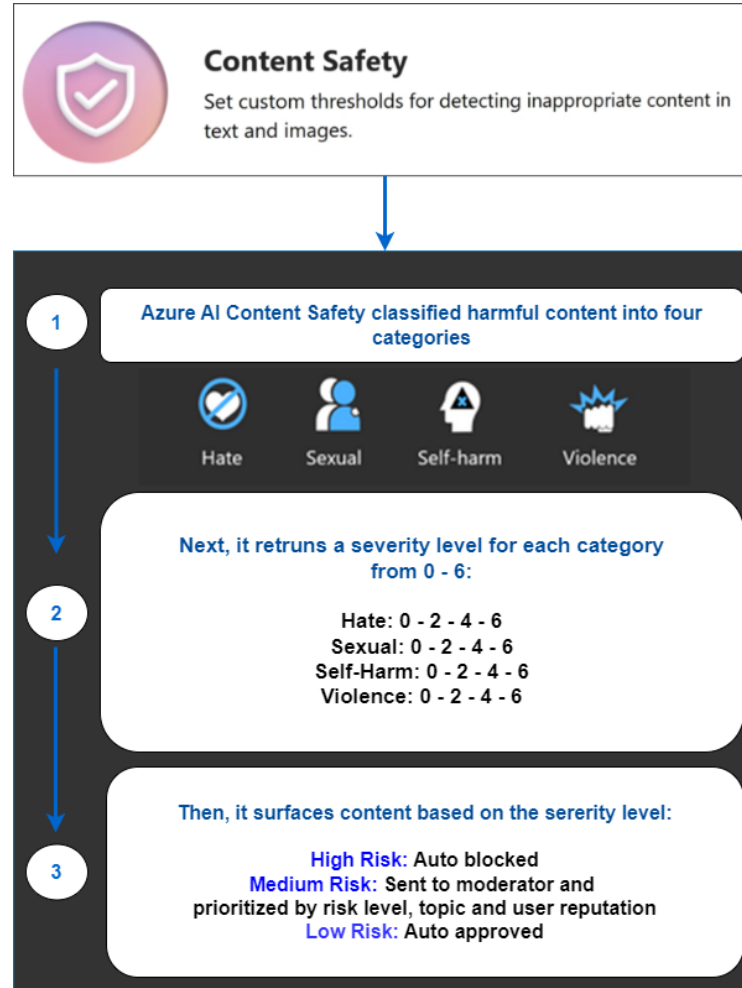 Content Safety
Set custom thresholds for detecting inappropriate content in
text and images.
1
Azure AI Content Safety classified harmful content into four
categories
Hate Sexual Self-harm Violence
Next, it retruns a severity level for each category
from 0 - 6:
2
Hate: 0 - 2 - 4 - 6
Sexual: 0 - 2 - 4 - 6
Self-Harm: 0 - 2 - 4 - 6
Violence: 0 - 2 - 4 - 6
Then, it surfaces content based on the sererity level:
3
High Risk: Auto blocked
Medium Risk: Sent to moderator and
prioritized by risk level, topic and user reputation
Low Risk: Auto approved